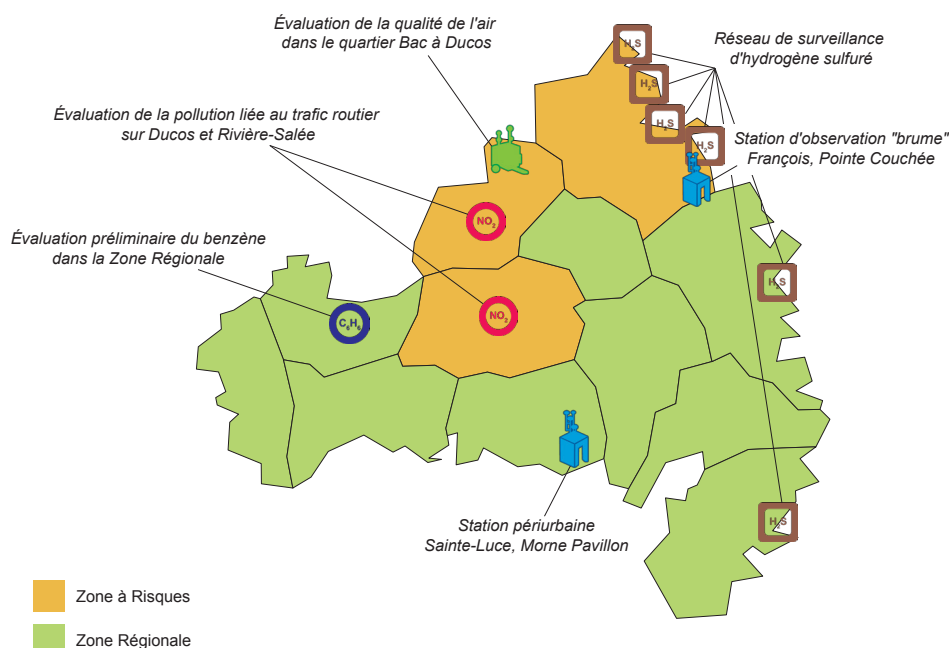 Évaluation de la qualité de l'air
dans le quartier Bac à Ducos
Réseau de surveillance
d'hydrogène sulfuré
Évaluation de la pollution liée au trafic routier
sur Ducos et Rivière-Salée
Station d'observation "brume"
François, Pointe Couchée
Évaluation préliminaire du benzène
dans la Zone Régionale
H₂S
H₂S
H₂S
H₂S
NO₂
H₂S
C₆H₆
NO₂
H₂S
Station périurbaine
Sainte-Luce, Morne Pavillon
Zone à Risques
Zone Régionale